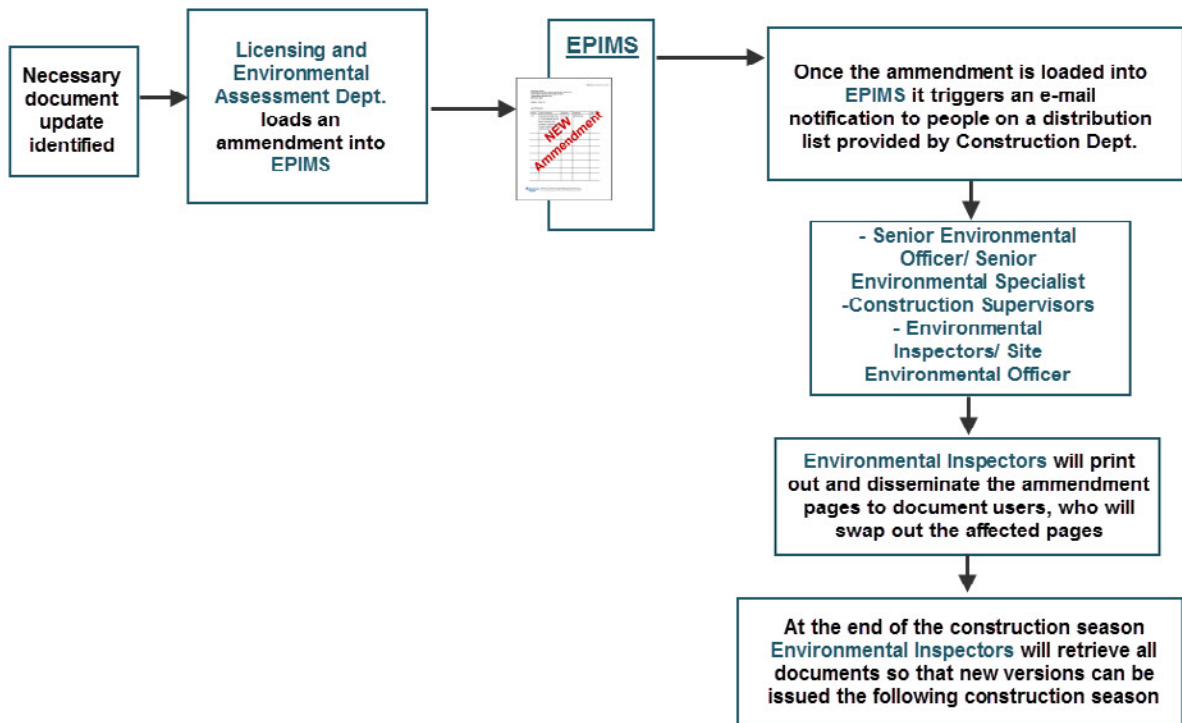 Necessary
document
update
identified
Licensing and
Environmental
Assessment Dept.
loads an
ammendment into
EPIMS
EPIMS
NEW
Ammendment
Once the ammendment is loaded into
EPIMS it triggers an e-mail
notification to people on a distribution
list provided by Construction Dept.
- Senior Environmental
Officer/ Senior
Environmental Specialist
-Construction Supervisors
- Environmental
Inspectors/ Site
Environmental Officer
Environmental Inspectors will print
out and disseminate the ammendment
pages to document users, who will
swap out the affected pages
At the end of the construction season
Environmental Inspectors will retrieve all
documents so that new versions can be
issued the following construction season